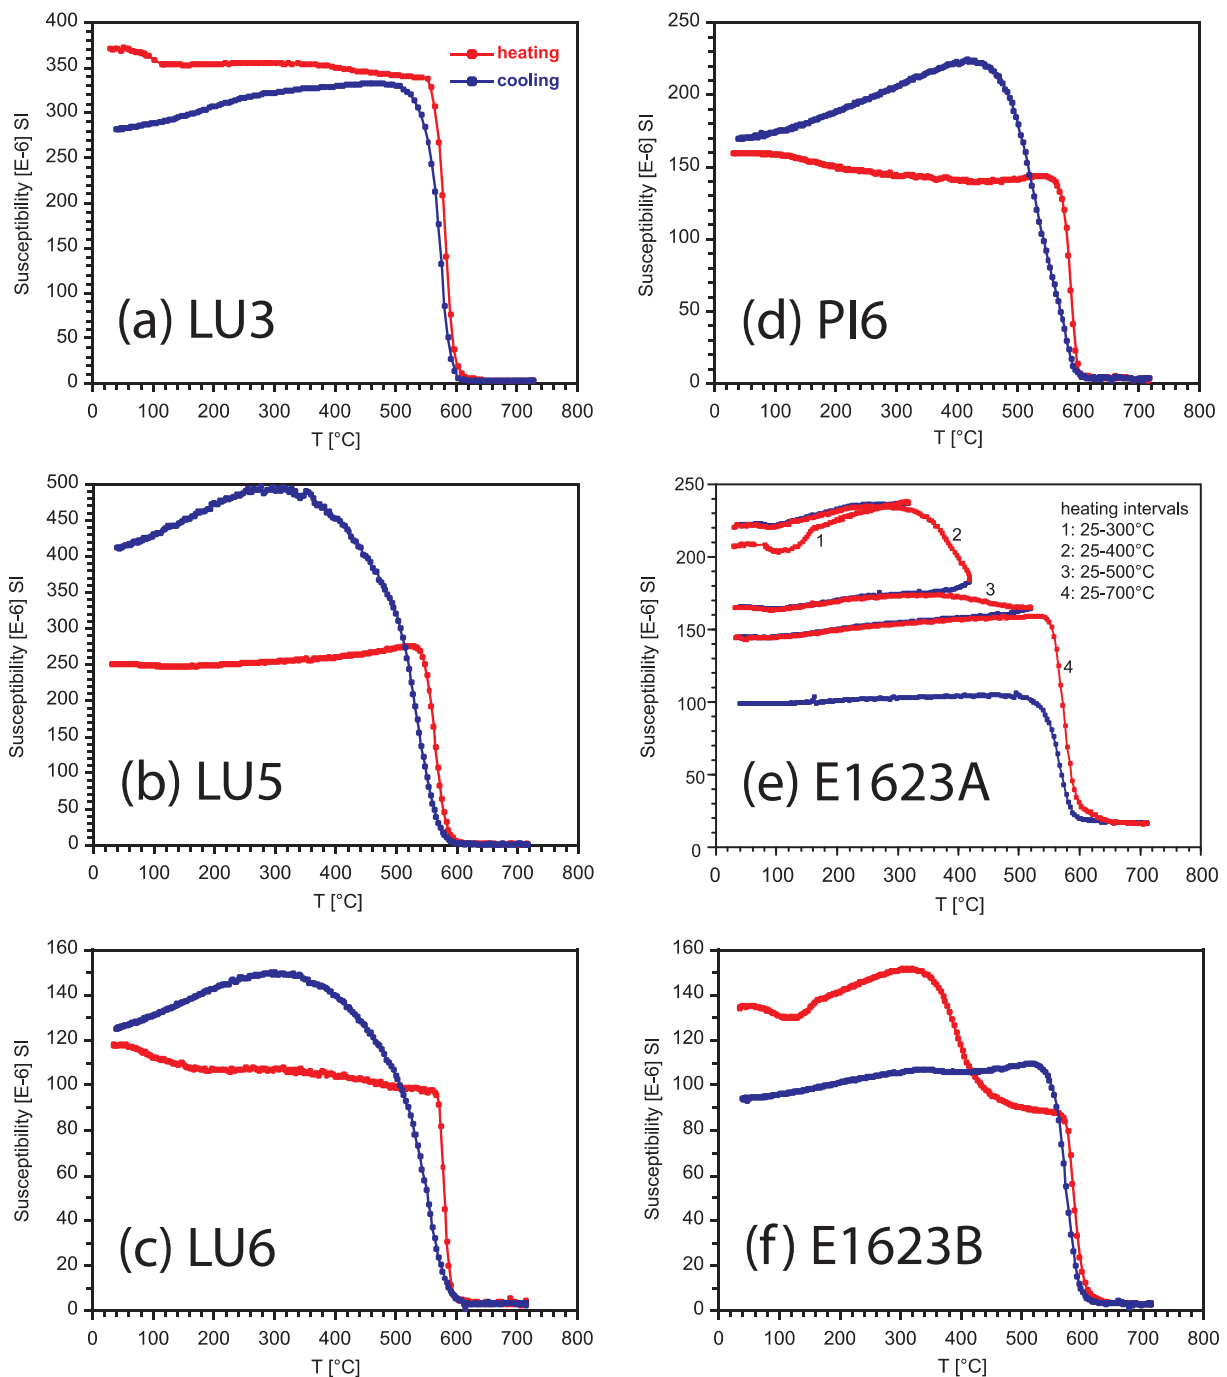 400
350
300
250
200
150
100
50
0
Susceptibility [E-6] SI
heating
cooling
(a) LU3
0 100 200 300 400 500 600 700 800
T [°C]
250
200
150
100
50
0
Susceptibility [E-6] SI
(d) PI6
0 100 200 300 400 500 600 700 800
T [°C]
500
450
400
350
300
250
200
150
100
50
0
Susceptibility [E-6] SI
(b) LU5
0 100 200 300 400 500 600 700 800
T [°C]
250
200
150
100
50
0
Susceptibility [E-6] SI
heating intervals
1: 25-300°C
2: 25-400°C
3: 25-500°C
4: 25-700°C
1
2
3
4
(e) E1623A
0 100 200 300 400 500 600 700 800
T [°C]
160
140
120
100
80
60
40
20
0
Susceptibility [E-6] SI
(c) LU6
0 100 200 300 400 500 600 700 800
T [°C]
160
140
120
100
80
60
40
20
0
Susceptibility [E-6] SI
(f) E1623B
0 100 200 300 400 500 600 700 800
T [°C]